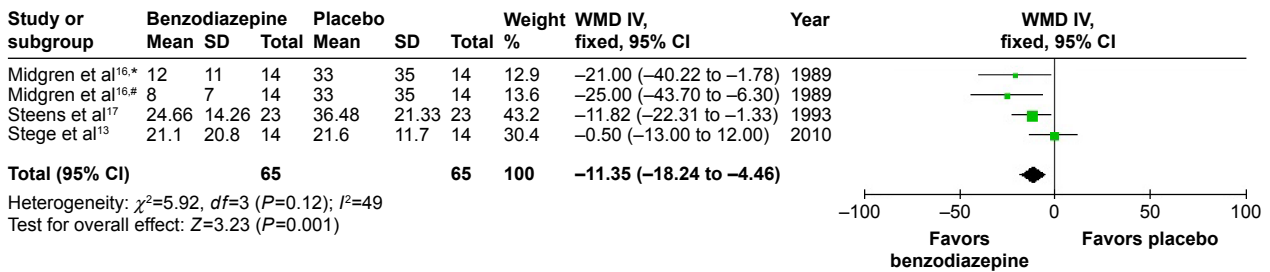 Study or Benzodiazepine Placebo Weight WMD IV, Year WMD IV,
subgroup Mean SD Total Mean SD Total % fixed, 95% CI fixed, 95% CI
Midgren et al16,* 12 11 14 33 35 14 12.9 –21.00 (–40.22 to –1.78) 1989
Midgren et al16,# 8 7 14 33 35 14 13.6 –25.00 (–43.70 to –6.30) 1989
Steens et al17 24.66 14.26 23 36.48 21.33 23 43.2 –11.82 (–22.31 to –1.33) 1993
Stege et al13 21.1 20.8 14 21.6 11.7 14 30.4 –0.50 (–13.00 to 12.00) 2010
Total (95% CI) 65 65 100 –11.35 (–18.24 to –4.46)
Heterogeneity: χ2=5.92, df=3 (P=0.12); I2=49
Test for overall effect: Z=3.23 (P=0.001)
–100 –50 0 50 100
Favors Favors placebo
benzodiazepine